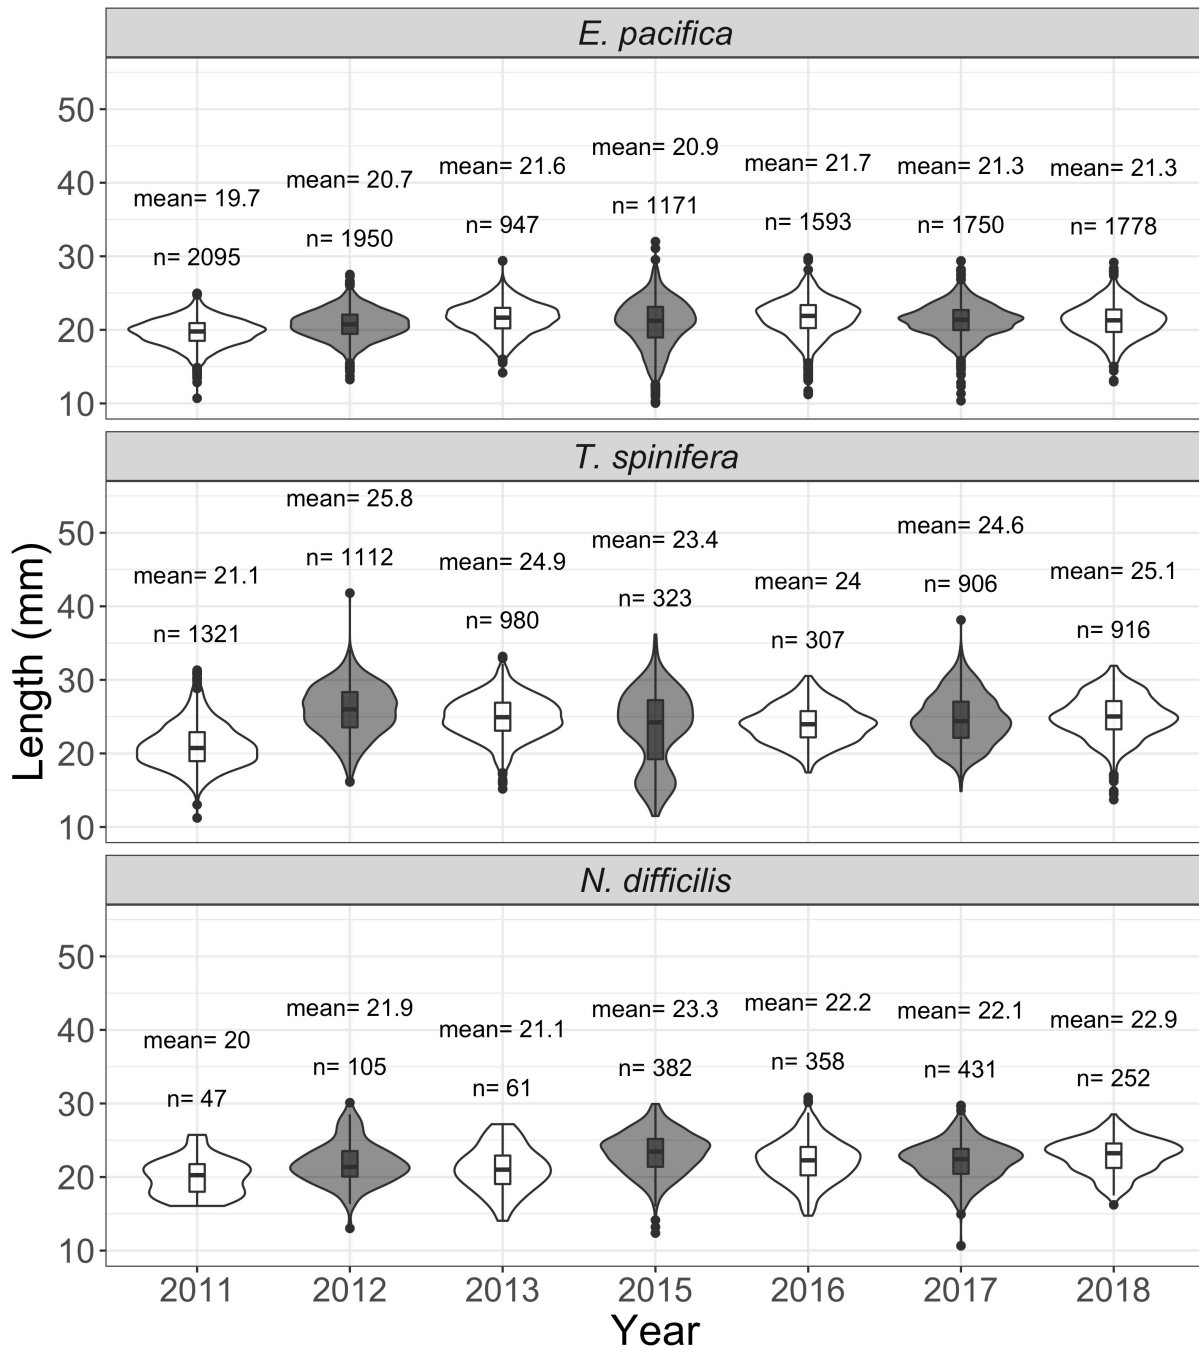 E. pacifica
50
40
30
20
10
mean= 19.7
mean= 20.7
mean= 21.6
mean= 20.9
mean= 21.7
mean= 21.3
mean= 21.3
n= 2095
n= 1950
n= 947
n= 1171
n= 1593
n= 1750
n= 1778
T. spinifera
50
40
30
20
10
mean= 21.1
mean= 25.8
mean= 24.9
mean= 23.4
mean= 24
mean= 24.6
mean= 25.1
n= 1321
n= 1112
n= 980
n= 323
n= 307
n= 906
n= 916
Length (mm)
N. difficilis
50
40
30
20
10
mean= 20
mean= 21.9
mean= 21.1
mean= 23.3
mean= 22.2
mean= 22.1
mean= 22.9
n= 47
n= 105
n= 61
n= 382
n= 358
n= 431
n= 252
2011 2012 2013 2015 2016 2017 2018
Year